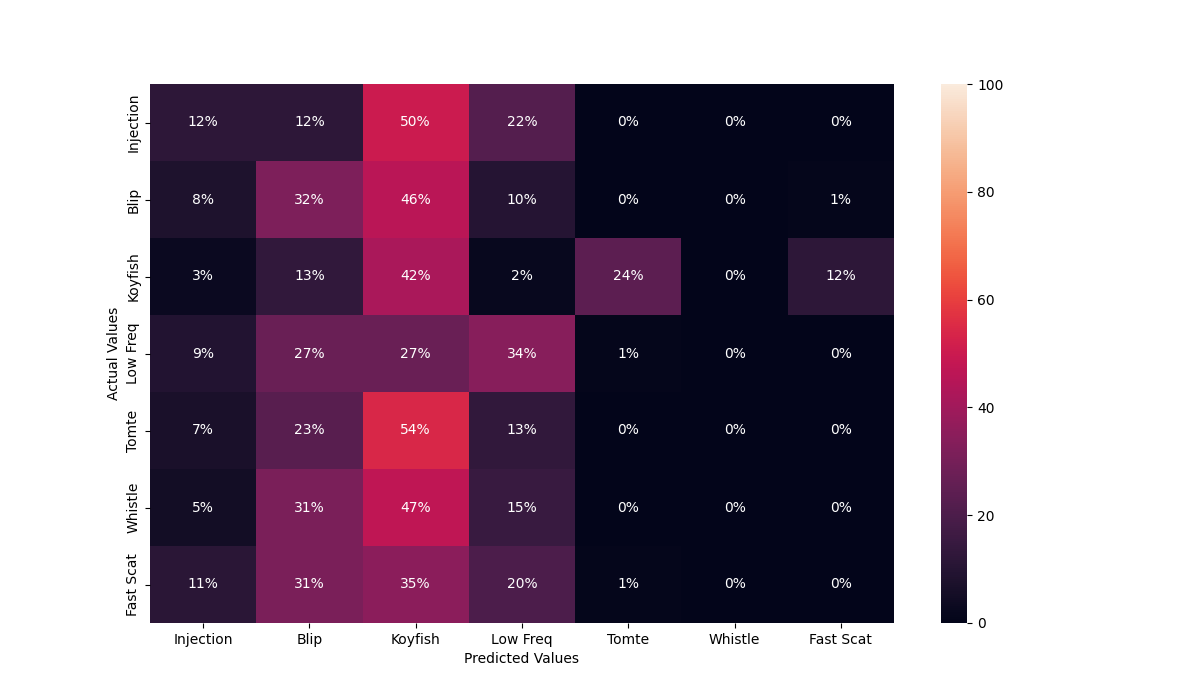 Actual Values
Injection 12% 12% 50% 22% 0% 0% 0%
Blip 8% 32% 46% 10% 0% 0% 1%
Koyfish 3% 13% 42% 2% 24% 0% 12%
Low Freq 9% 27% 27% 34% 1% 0% 0%
Tomte 7% 23% 54% 13% 0% 0% 0%
Whistle 5% 31% 47% 15% 0% 0% 0%
Fast Scat 11% 31% 35% 20% 1% 0% 0%
Injection Blip Koyfish Low Freq Tomte Whistle Fast Scat
Predicted Values
100
80
60
40
20
0